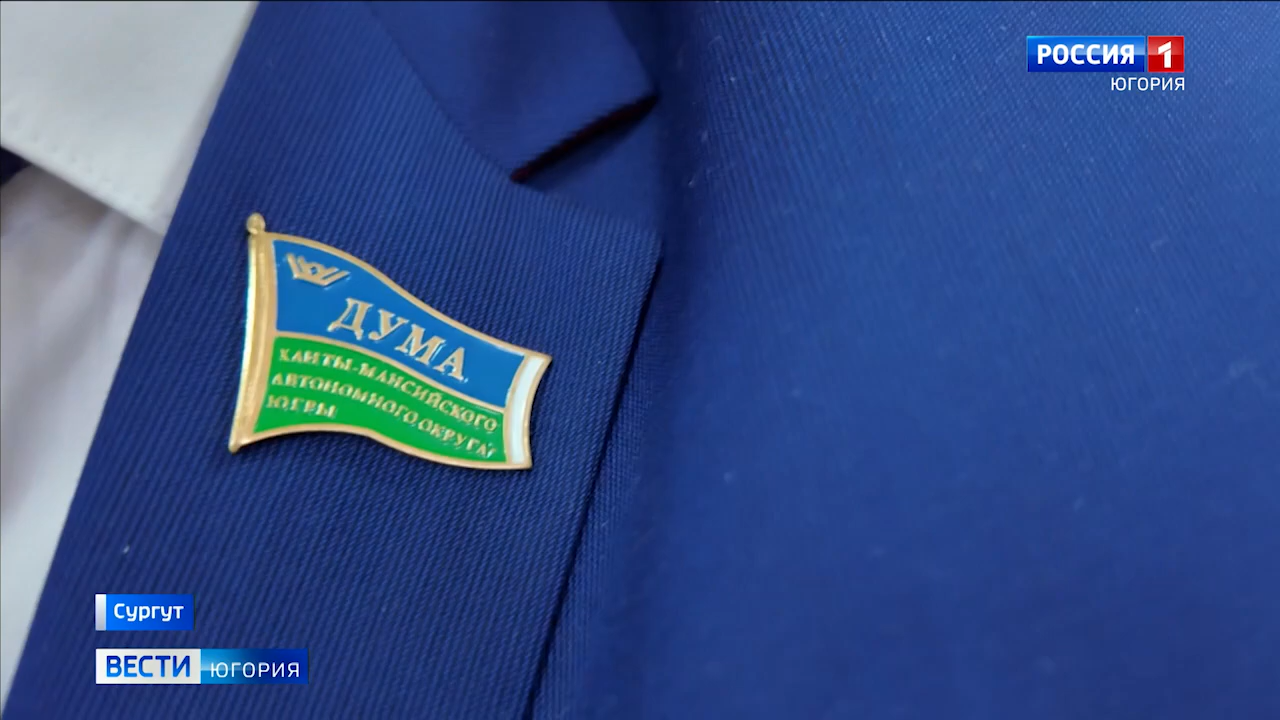 РОССИЯ 1
ЮГОРИЯ
ДУМА
ХАНТЫ-МАНСИЙСКОГО
АВТОНОМНОГО ОКРУГА-
ЮГРЫ
Сургут
ВЕСТИ ЮГОРИЯ